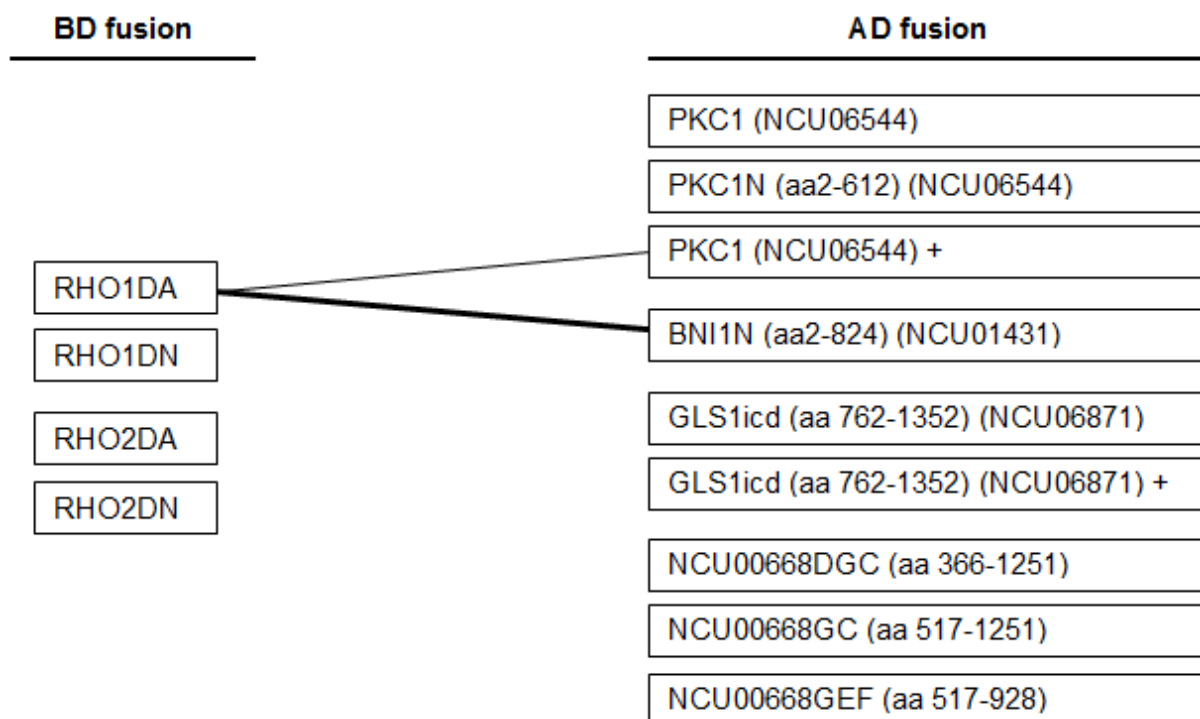 BD fusion
AD fusion
PKC1 (NCU06544)
PKC1N (aa2-612) (NCU06544)
PKC1 (NCU06544) +
BNI1N (aa2-824) (NCU01431)
GLS1icd (aa 762-1352) (NCU06871)
GLS1icd (aa 762-1352) (NCU06871) +
NCU00668DGC (aa 366-1251)
NCU00668GC (aa 517-1251)
NCU00668GEF (aa 517-928)
RHO1DA
RHO1DN
RHO2DA
RHO2DN